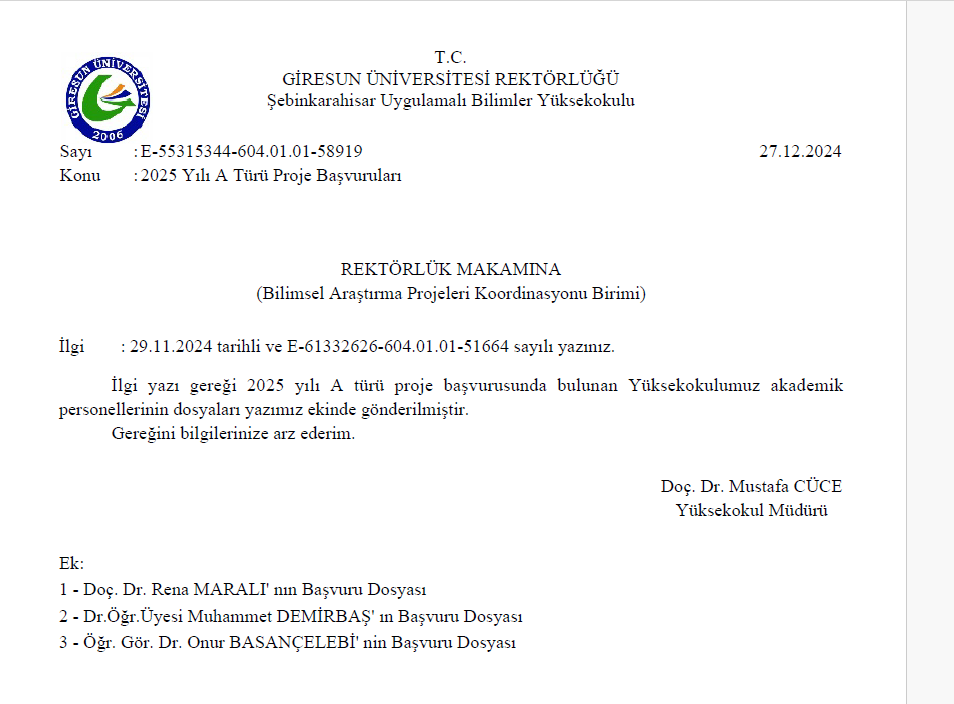 T.C.
GİRESUN ÜNİVERSİTESİ REKTÖRLÜĞÜ
Şebinkarahisar Uygulamalı Bilimler Yüksekokulu
GİRESUN ÜNİVERSİTESİ
2006
Sayı : E-55315344-604.01.01-58919 27.12.2024
Konu : 2025 Yılı A Türü Proje Başvuruları
REKTÖRLÜK MAKAMINA
(Bilimsel Araştırma Projeleri Koordinasyonu Birimi)
İlgi : 29.11.2024 tarihli ve E-61332626-604.01.01-51664 sayılı yazınız.
İlgi yazı gereği 2025 yılı A türü proje başvurusunda bulunan Yüksekokulumuz akademik
personellerinin dosyaları yazımız ekinde gönderilmiştir.
Gereğini bilgilerinize arz ederim.
Doç. Dr. Mustafa CÜCE
Yüksekokul Müdürü
Ek:
1 - Doç. Dr. Rena MARALI' nın Başvuru Dosyası
2 - Dr.Öğr.Üyesi Muhammet DEMİRBAŞ' ın Başvuru Dosyası
3 - Öğr. Gör. Dr. Onur BASANÇELEBİ' nin Başvuru Dosyası